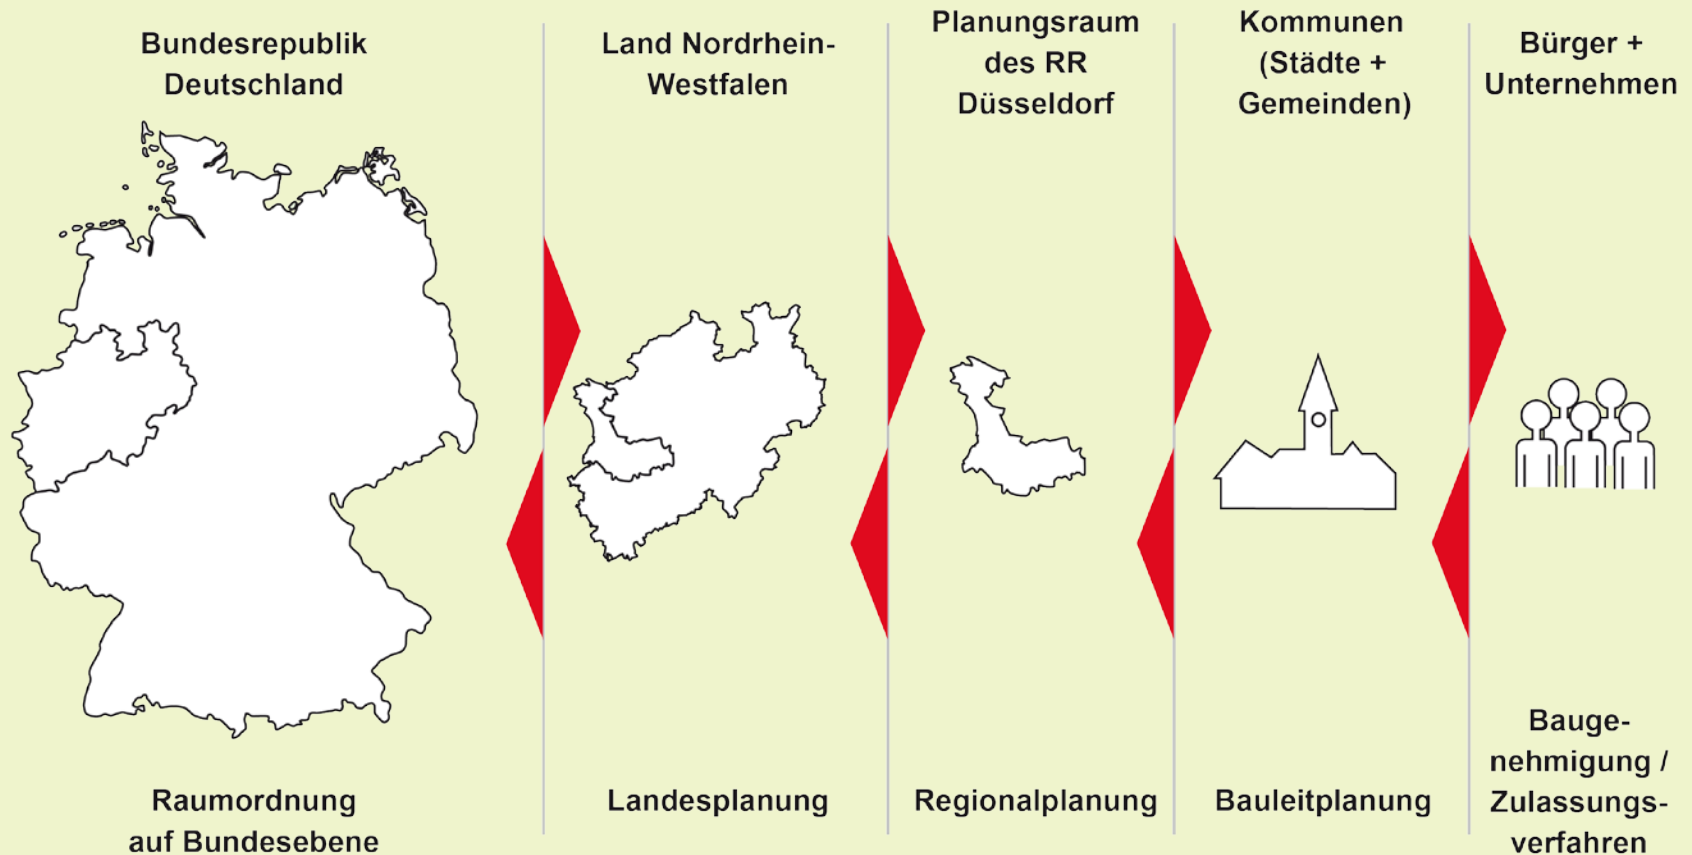 Bundesrepublik
Deutschland
Land Nordrhein-
Westfalen
Planungsraum
des RR
Düsseldorf
Kommunen
(Städte +
Gemeinden)
Bürger +
Unternehmen
Raumordnung
auf Bundesebene
Landesplanung
Regionalplanung
Bauleitplanung
Bauge-
nehmigung /
Zulassungs-
verfahren